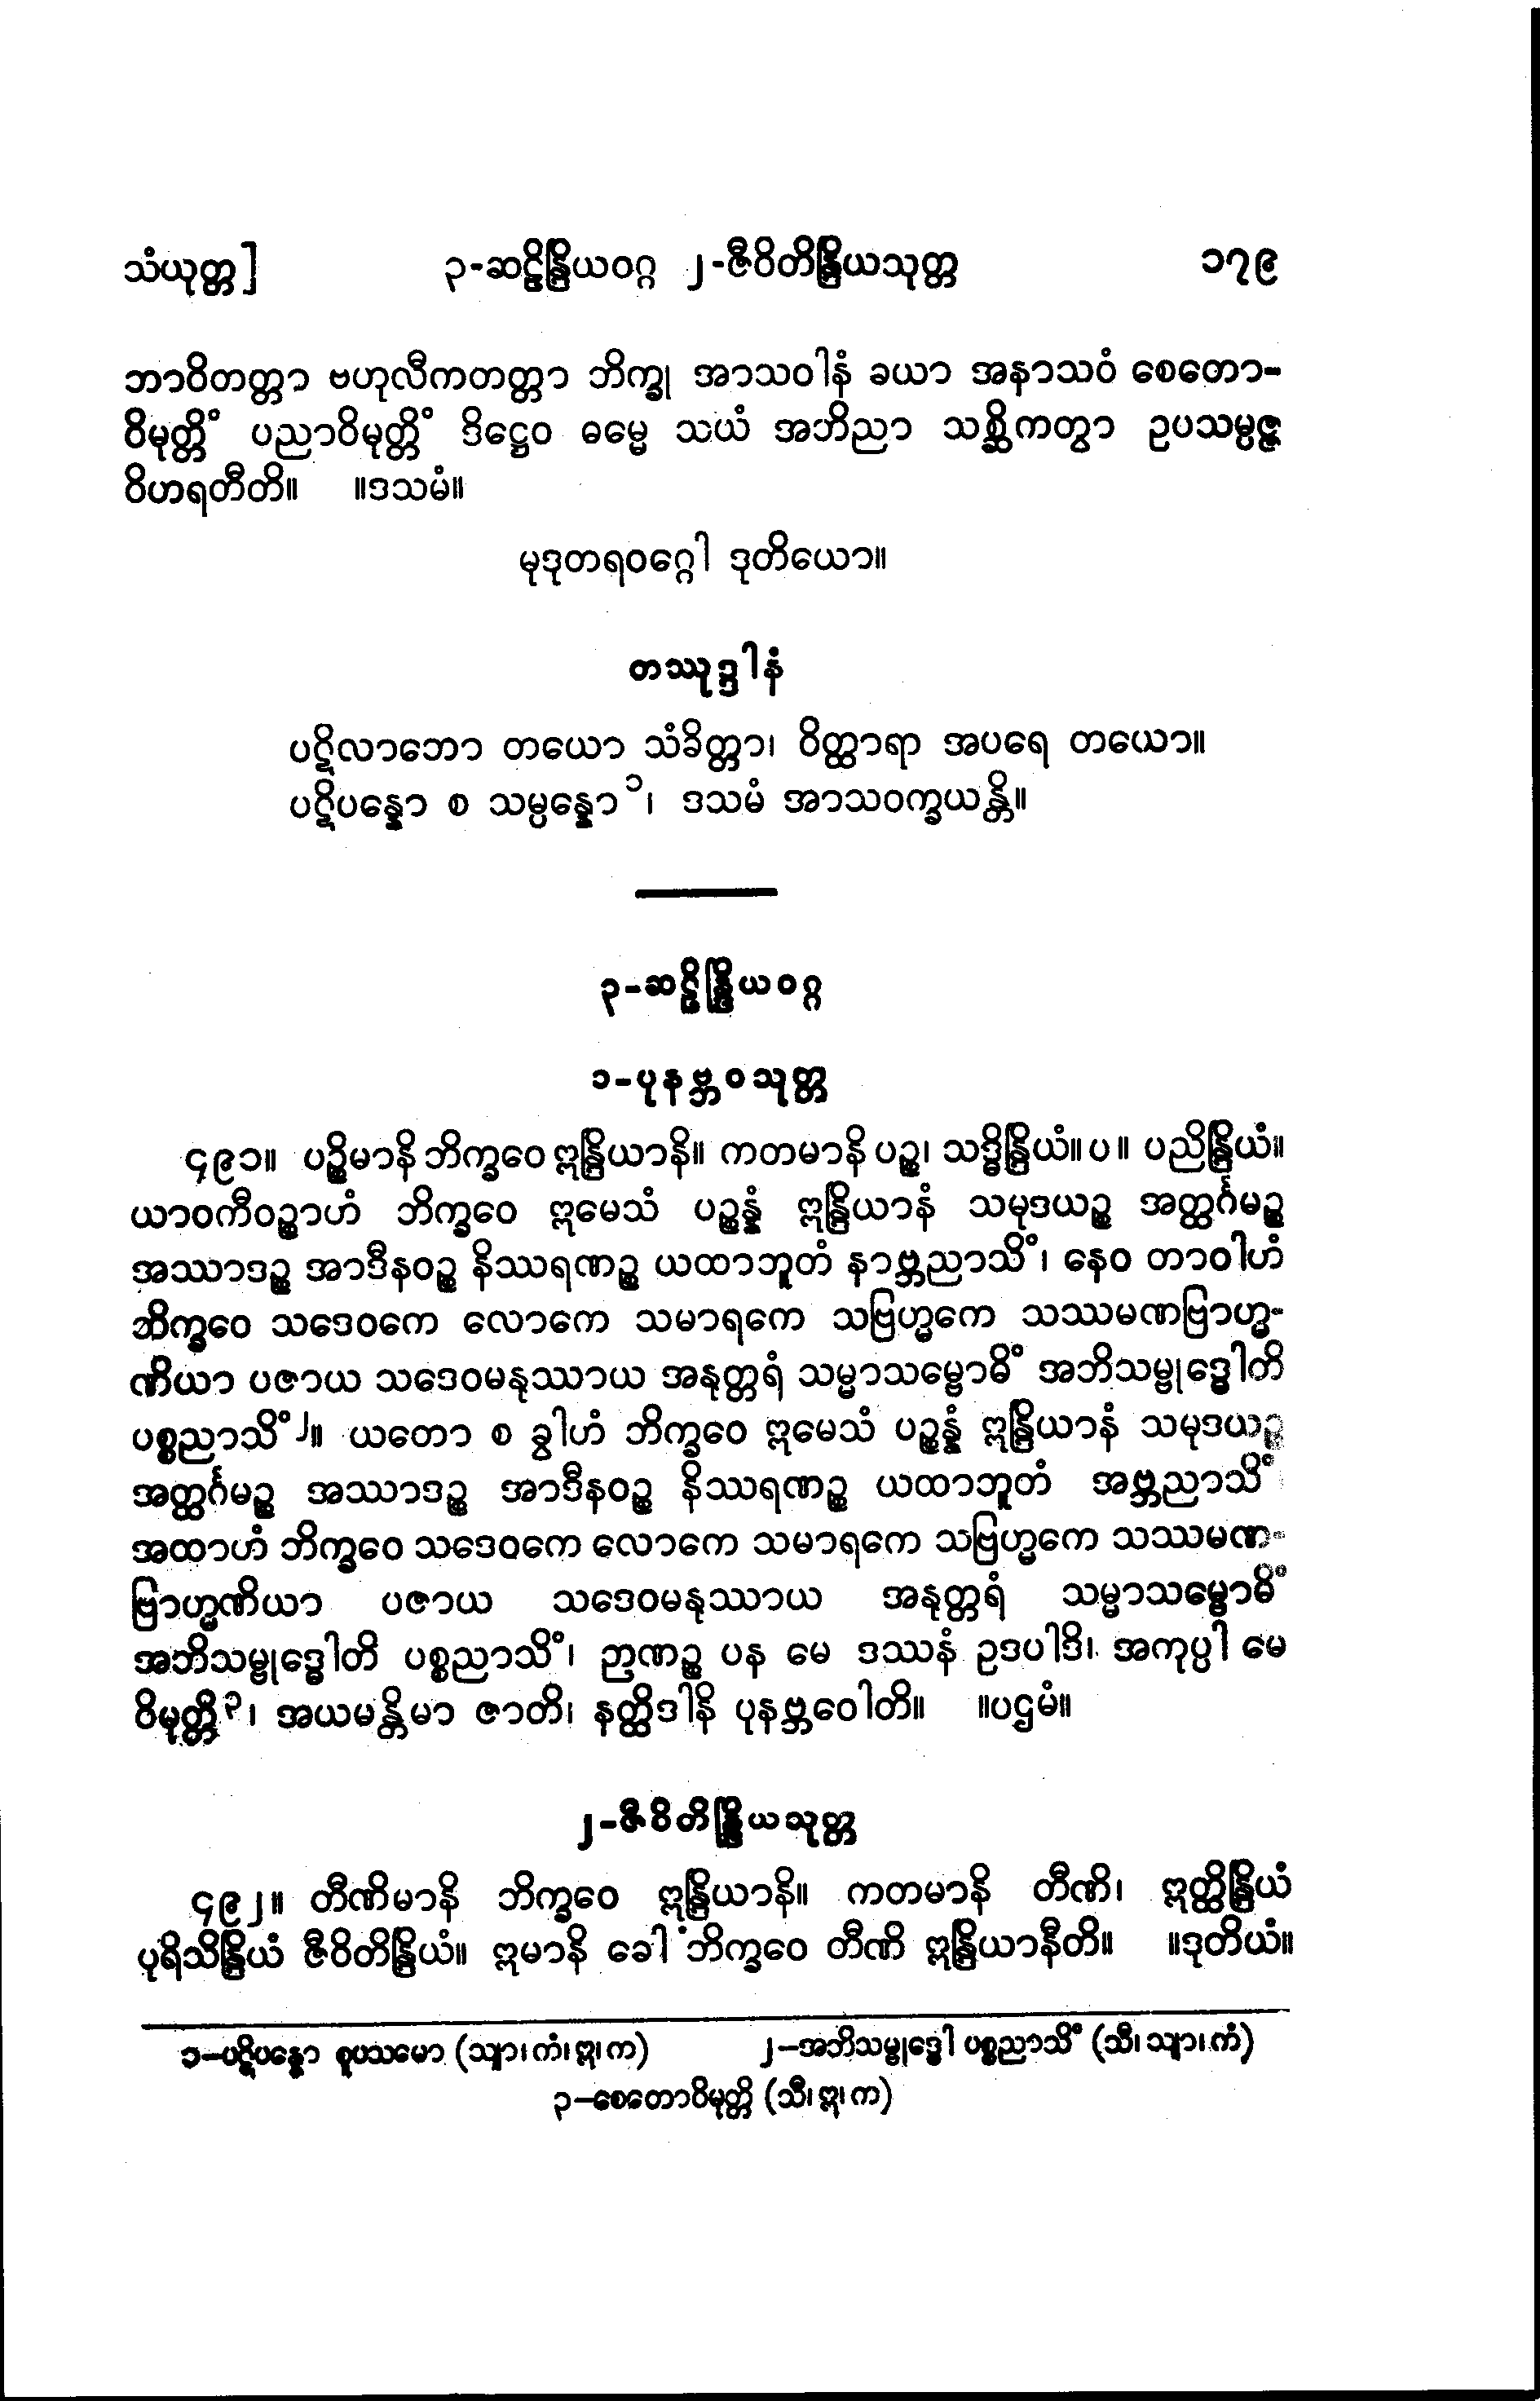 သံယုတ္တ] ၃-ဆဠိန္ဒြိယဝဂ္ဂ ၂-ဇီဝိတိန္ဒြိယသုတ္တ ၁၇၉
ဘာဝိတတ္တာ ဗဟုလီကတတ္တာ ဘိက္ခု အာသဝါနံ ခယာ အနာသဝံ စေတော-
ဝိမုတ္တိံ ပညာဝိမုတ္တိံ ဒိဋ္ဌေဝ ဓမ္မေ သယံ အဘိညာ သစ္ဆိကတွာ ဥပသမ္ပဇ္ဇ
ဝိဟရတီတိ။ ။ဒသမံ။
မုဒုတရဝဂ္ဂေါ ဒုတိယော။
တဿုဒ္ဒါနံ
ပဋိလာဘော တယော သံခိတ္တာ၊ ဝိတ္ထာရာ အပရေ တယော။
ပဋိပန္နော စ သမ္ပန္နော၁၊ ဒသမံ အာသဝက္ခယန္တိ။
၃-ဆဠိန္ဒြိယဝဂ္ဂ
၁-ပုနဗ္ဘဝသုတ္တ
၄၉၁။ ပဉ္စိမာနိ ဘိက္ခဝေ ဣန္ဒြိယာနိ။ ကတမာနိ ပဉ္စ၊ သဒ္ဓိန္ဒြိယံ။ပ။ ပညိန္ဒြိယံ။
ယာဝကီဝဉ္စာဟံ ဘိက္ခဝေ ဣမေသံ ပဉ္စန္နံ ဣန္ဒြိယာနံ သမုဒယဉ္စ အတ္ထင်္ဂမဉ္စ
အဿာဒဉ္စ အာဒီနဝဉ္စ နိဿရဏဉ္စ ယထာဘူတံ နာဗ္ဘညာသိံ၊ နေဝ တာဝါဟံ
ဘိက္ခဝေ သဒေဝကေ လောကေ သမာရကေ သဗြဟ္မကေ သဿမဏဗြာဟ္မ-
ဏိယာ ပဇာယ သဒေဝမနုဿာယ အနုတ္တရံ သမ္မာသမ္ဗောဓိံ အဘိသမ္ဗုဒ္ဓေါတိ
ပစ္စညာသိံ၂။ ယတော စ ခွါဟံ ဘိက္ခဝေ ဣမေသံ ပဉ္စန္နံ ဣန္ဒြိယာနံ သမုဒယဉ္စ
အတ္ထင်္ဂမဉ္စ အဿာဒဉ္စ အာဒီနဝဉ္စ နိဿရဏဉ္စ ယထာဘူတံ အဗ္ဘညာသိံ
အထာဟံ ဘိက္ခဝေ သဒေဝကေ လောကေ သမာရကေ သဗြဟ္မကေ သဿမဏ-
ဗြာဟ္မဏိယာ ပဇာယ သဒေဝမနုဿာယ အနုတ္တရံ သမ္မာသမ္ဗောဓိံ
အဘိသမ္ဗုဒ္ဓေါတိ ပစ္စညာသိံ၊ ဉာဏဉ္စ ပန မေ ဒဿနံ ဥဒပါဒိ၊ အကုပ္ပါ မေ
ဝိမုတ္တိ၃၊ အယမန္တိမာ ဇာတိ၊ နတ္ထိဒါနိ ပုနဗ္ဘဝေါတိ။ ။ပဌမံ။
၂-ဇီဝိတိန္ဒြိယသုတ္တ
၄၉၂။ တီဏိမာနိ ဘိက္ခဝေ ဣန္ဒြိယာနိ။ ကတမာနိ တီဏိ၊ ဣတ္ထိန္ဒြိယံ
ပုရိသိန္ဒြိယံ ဇီဝိတိန္ဒြိယံ။ ဣမာနိ ခေါ ဘိက္ခဝေ တီဏိ ဣန္ဒြိယာနီတိ။ ။ဒုတိယံ။
၁–ပဋိပန္နော စူပသမော (သျာ၊ကံ၊ဣ၊က) ၂–အဘိသမ္ဗုဒ္ဓေါ ပစ္စညာသိံ (သီ၊သျာ၊ကံ)
၃–စေတောဝိမုတ္တိ (သီ၊ဣ၊က)